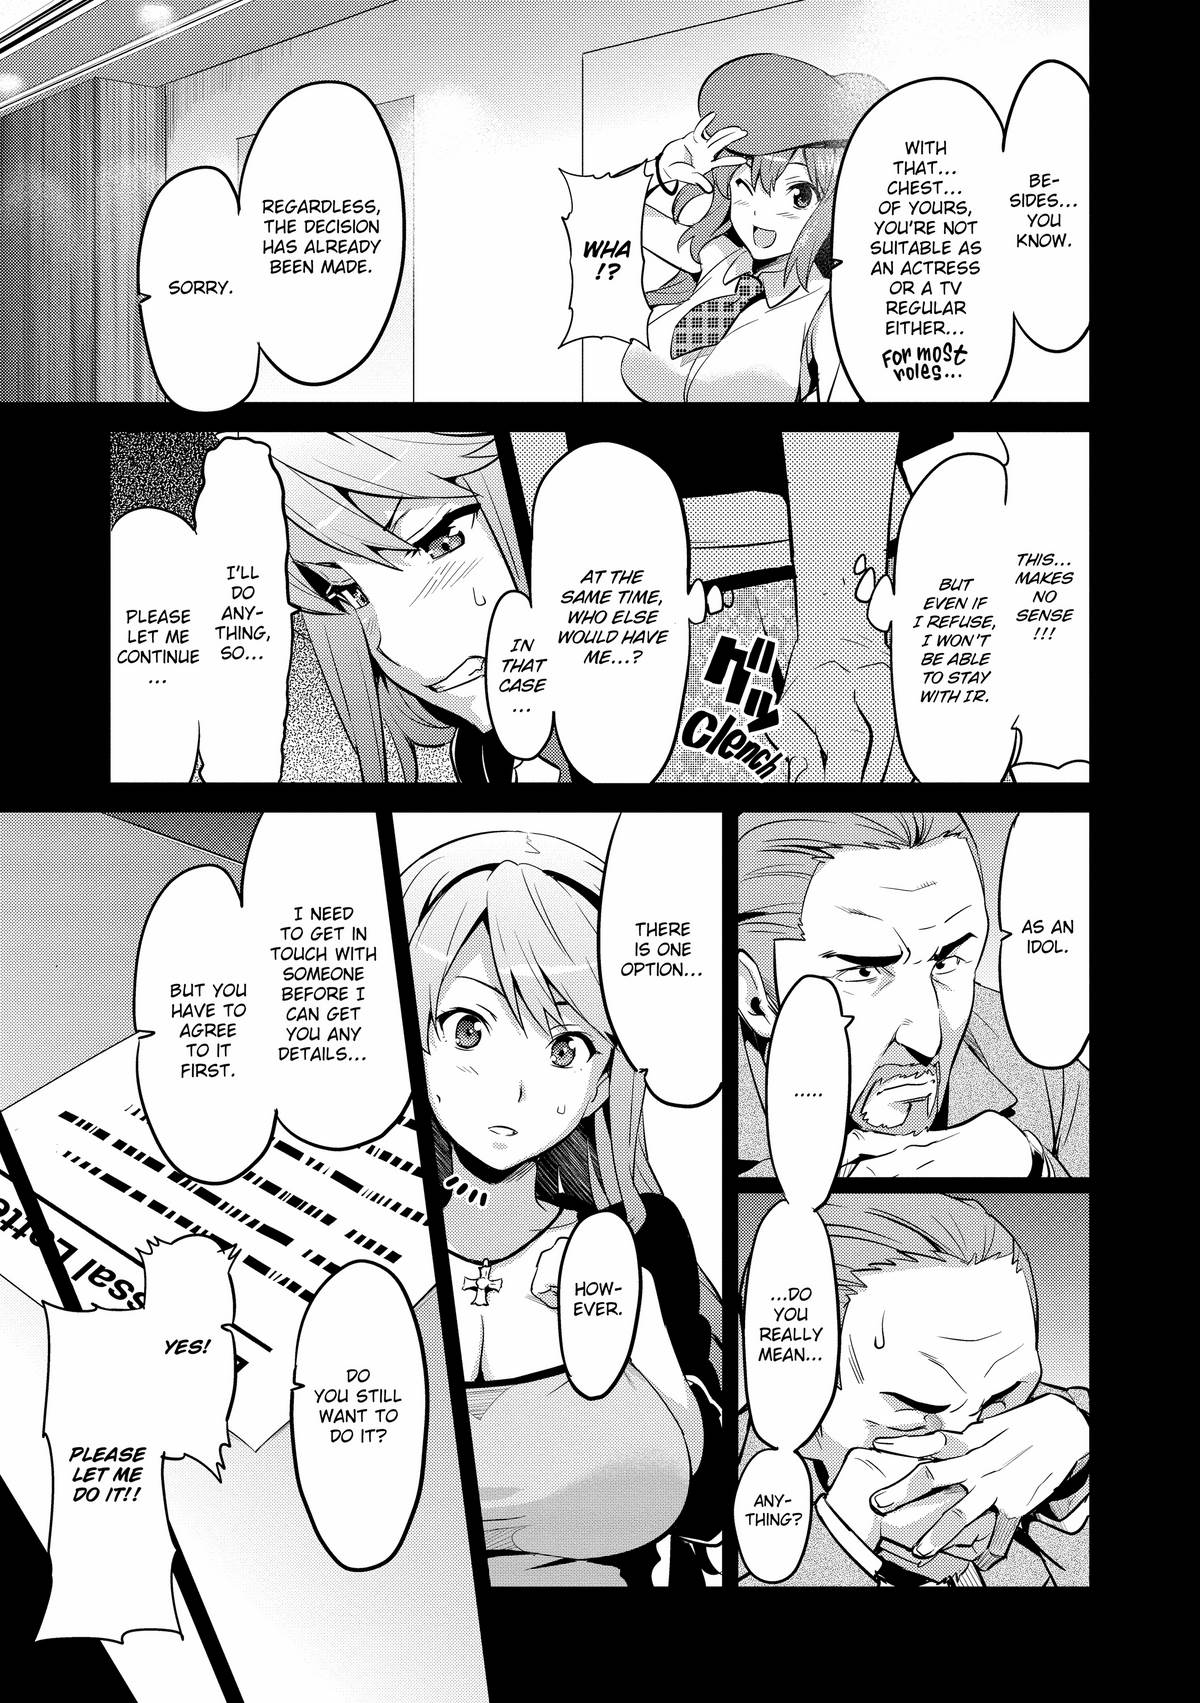 BE-
SIDES...
YOU
KNOW.
WITH
THAT...
CHEST...
OF YOURS,
YOU'RE NOT
SUITABLE AS
AN ACTRESS
OR A TV
REGULAR
EITHER...
For most
roles...
WHA
!?
REGARDLESS,
THE DECISION
HAS ALREADY
BEEN MADE.
SORRY.
THIS...
MAKES
NO
SENSE
!!!
BUT
EVEN IF
I REFUSE,
I WON'T
BE ABLE
TO STAY
WITH IR.
Clench
AT THE
SAME TIME,
WHO ELSE
WOULD HAVE
ME...?
IN
THAT
CASE
...
I'LL
DO
ANY-
THING,
SO...
PLEASE
LET ME
CONTINUE
...
AS AN
IDOL.
.....
...DO
YOU
REALLY
MEAN...
ANY-
THING?
THERE
IS ONE
OPTION...
HOW-
EVER.
I NEED
TO GET IN
TOUCH WITH
SOMEONE
BEFORE I
CAN GET
YOU ANY
DETAILS...
BUT YOU
HAVE TO
AGREE
TO IT
FIRST.
ssal Lette
DO
YOU STILL
WANT TO
DO IT?
YES!
PLEASE
LET ME
DO IT!!